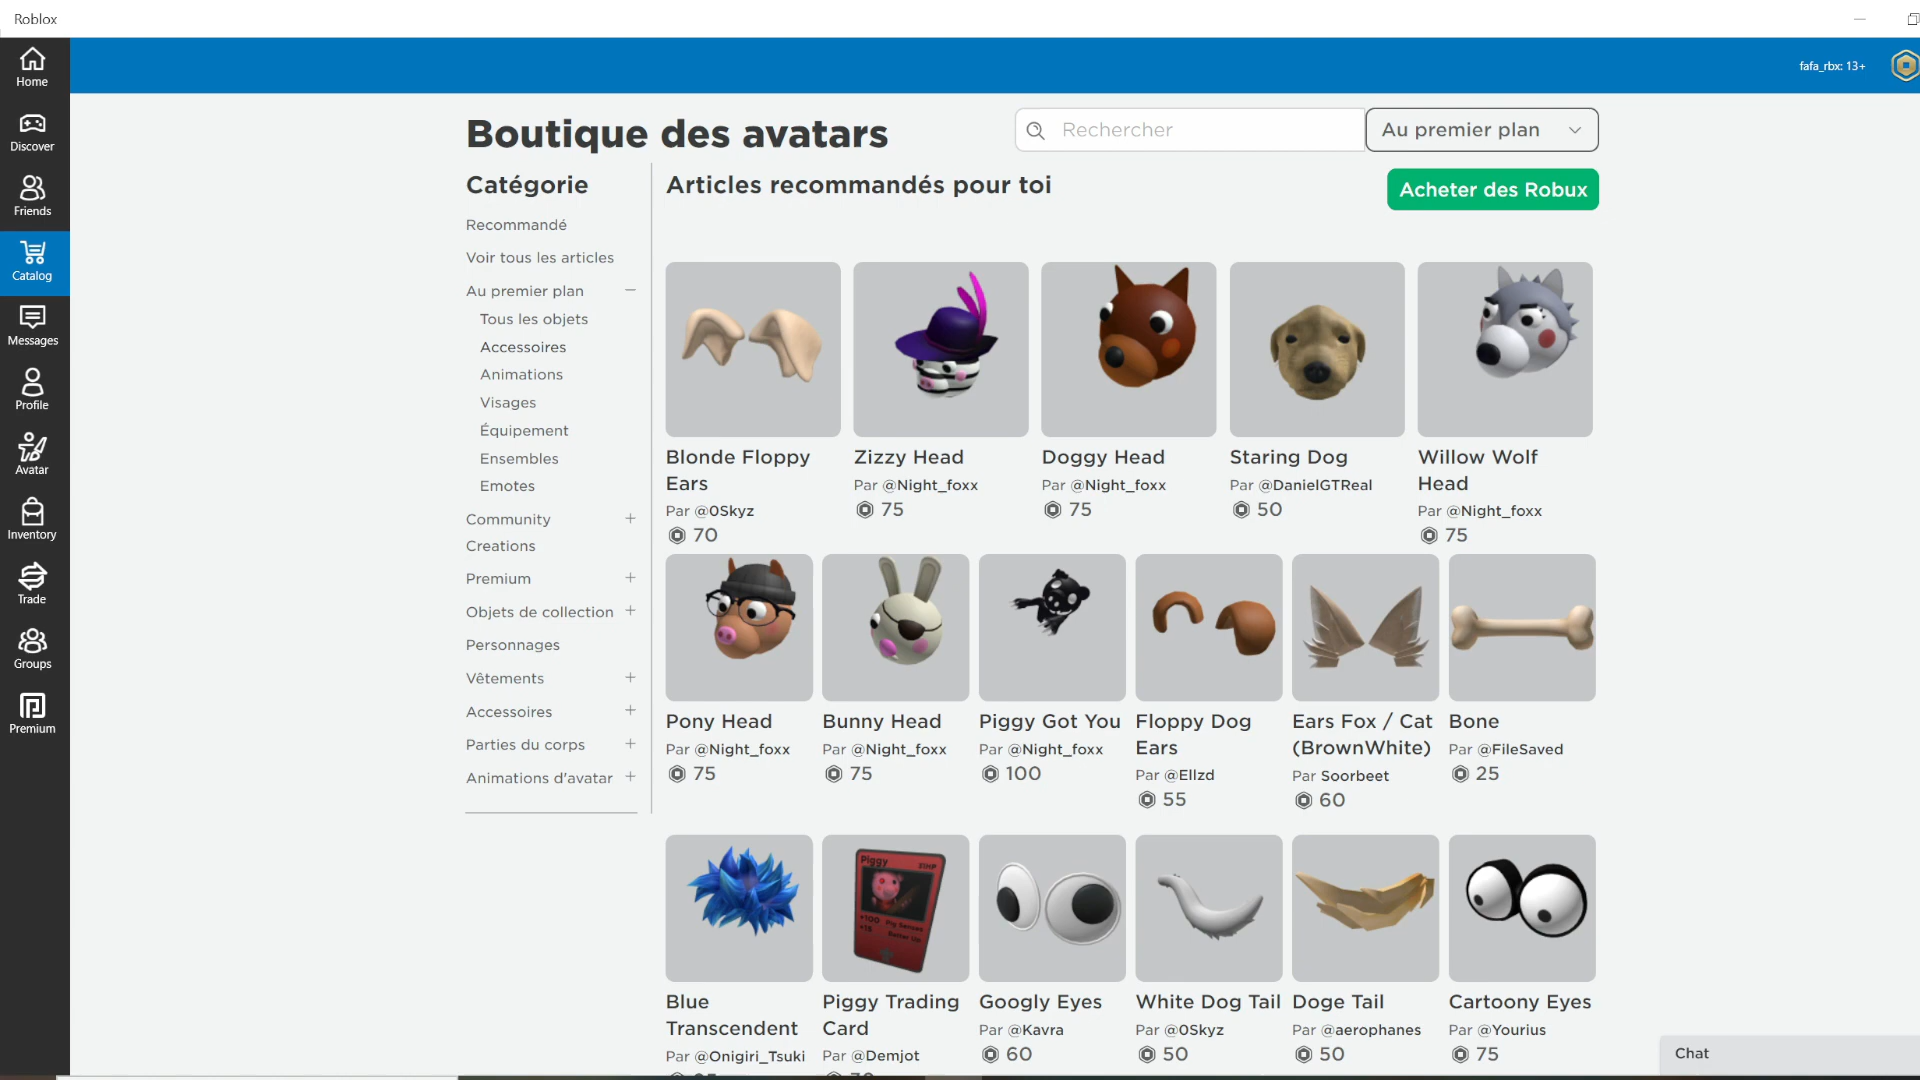 Roblox
fafa_rbx: 13+
Home
Discover
Friends
Catalog
Messages
Profile
Avatar
Inventory
Trade
Groups
Premium
Boutique des avatars
Rechercher
Au premier plan
Catégorie
Recommandé
Voir tous les articles
Au premier plan
Tous les objets
Accessoires
Animations
Visages
Équipement
Ensembles
Emotes
Community
Creations
Premium
Objets de collection
Personnages
Vêtements
Accessoires
Parties du corps
Animations d'avatar
Articles recommandés pour toi
Acheter des Robux
Blonde Floppy
Ears
Par @0Skyz
70
Zizzy Head
Par @Night_foxx
75
Doggy Head
Par @Night_foxx
75
Staring Dog
Par @DanielGTReal
50
Willow Wolf
Head
Par @Night_foxx
75
Pony Head
Par @Night_foxx
75
Bunny Head
Par @Night_foxx
75
Piggy Got You
Par @Night_foxx
100
Floppy Dog
Ears
Par @Ellzd
55
Ears Fox / Cat
(BrownWhite)
Par Soorbeet
60
Bone
Par @FileSaved
25
Blue
Transcendent
Par @Onigiri_Tsuki
Piggy
Piggy Trading
Card
Par @Demjot
Googly Eyes
Par @Kavra
60
White Dog Tail
Par @0Skyz
50
Doge Tail
Par @aerophanes
50
Cartoony Eyes
Par @Yourius
75
Chat